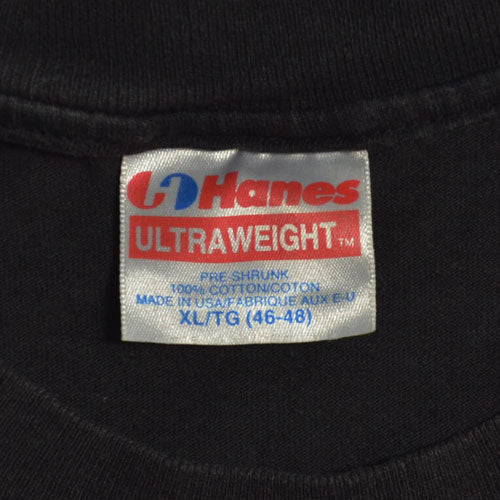 Hanes
ULTRAWEIGHT™
PRE-SHRUNK
100% COTTON/COTON
MADE IN USA/FABRIQUE AUX E-U
XL/TG (46-48)